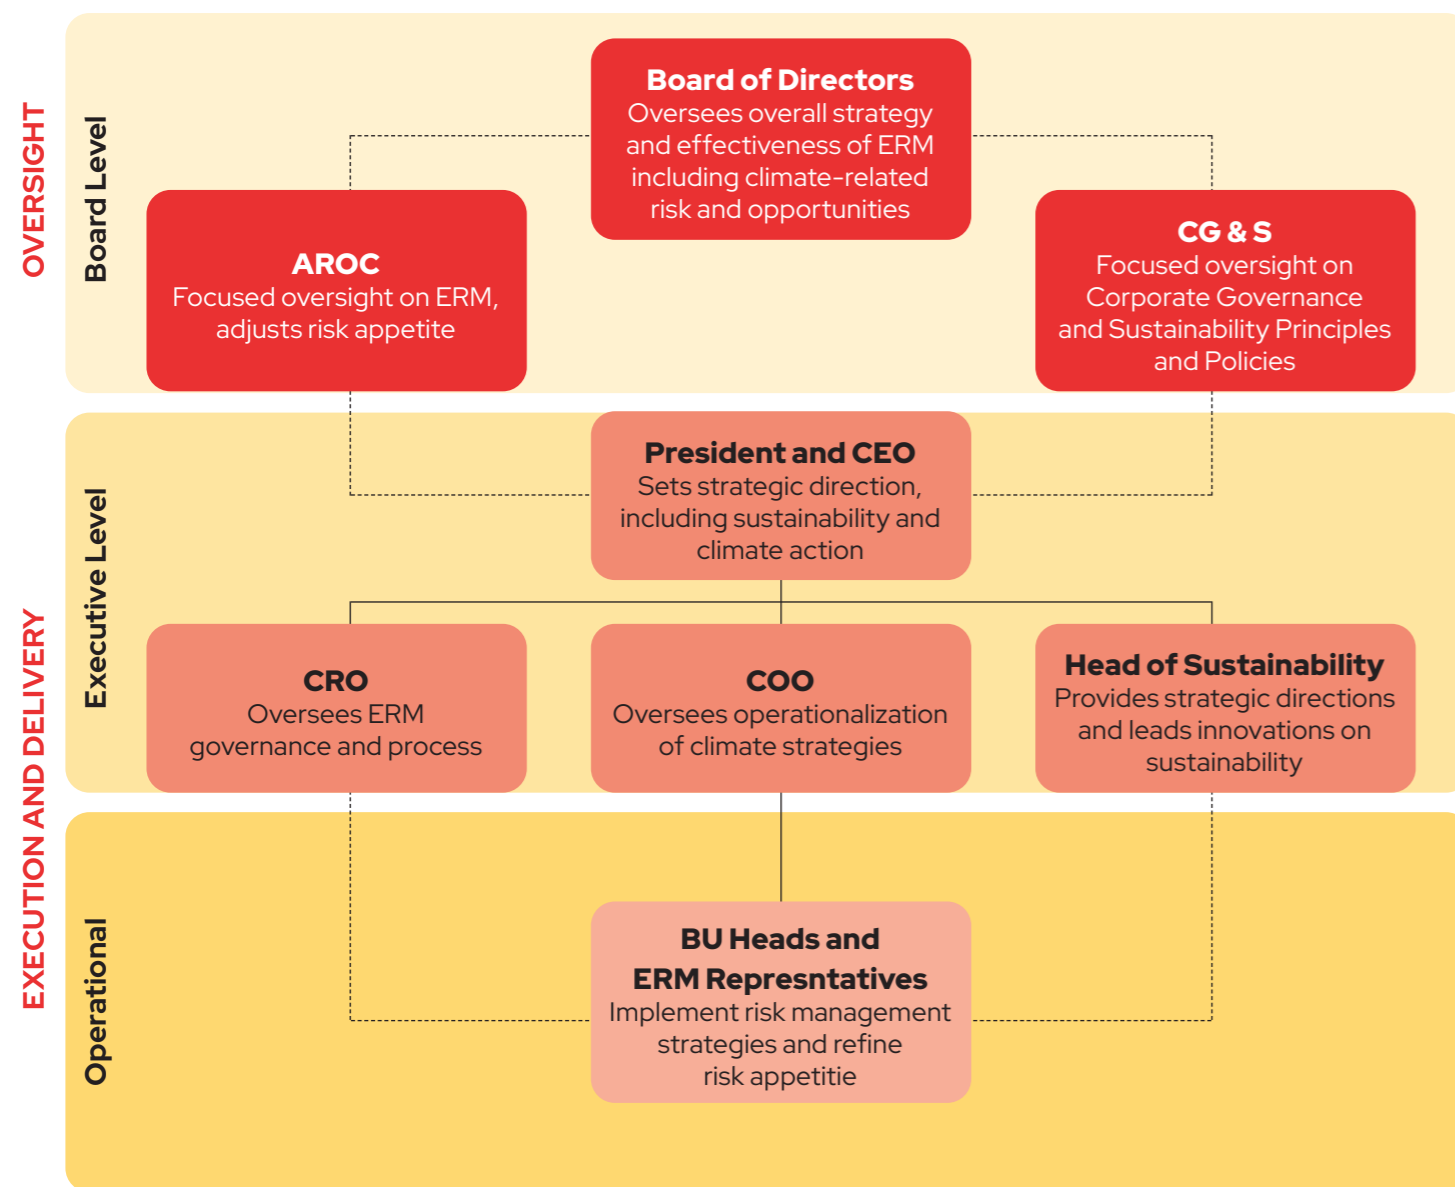 OVERSIGHT
Board Level
Board of Directors
Oversees overall strategy
and effectiveness of ERM
including climate-related
risk and opportunities
AROC
Focused oversight on ERM,
adjusts risk appetite
CG & S
Focused oversight on
Corporate Governance
and Sustainability Principles
and Policies
EXECUTION AND DELIVERY
Executive Level
President and CEO
Sets strategic direction,
including sustainability and
climate action
CRO
Oversees ERM
governance and process
COO
Oversees operationalization
of climate strategies
Head of Sustainability
Provides strategic directions
and leads innovations on
sustainability
Operational
BU Heads and
ERM Represntatives
Implement risk management
strategies and refine
risk appetitie